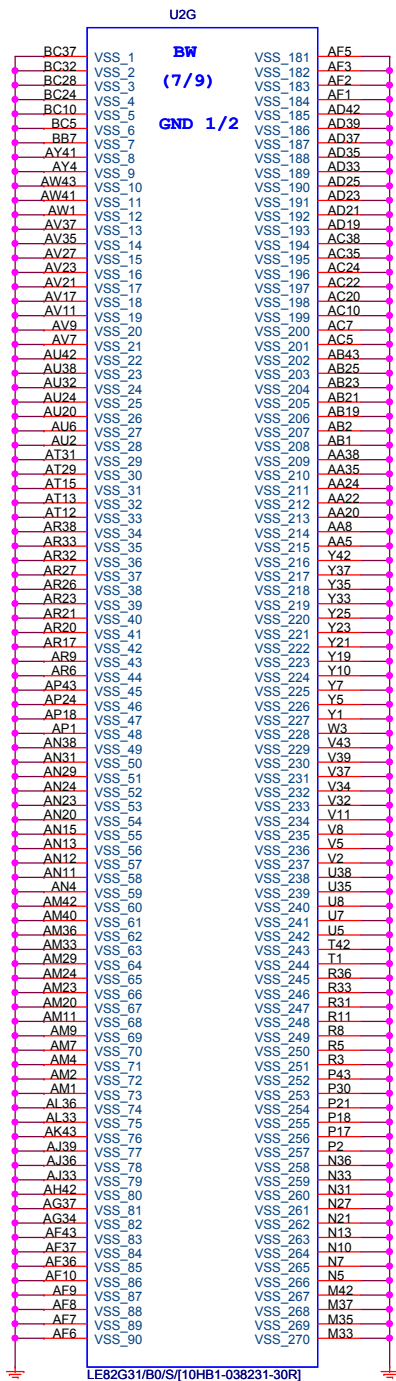 U2G
BW
(7/9)
GND 1/2
BC37 VSS_1 VSS_181 AF5
BC32 VSS_2 VSS_182 AF3
BC28 VSS_3 VSS_183 AF2
BC24 VSS_4 VSS_184 AF1
BC10 VSS_5 VSS_185 AD42
BC5 VSS_6 VSS_186 AD39
BB7 VSS_7 VSS_187 AD37
AY41 VSS_8 VSS_188 AD35
AY4 VSS_9 VSS_189 AD33
AW43 VSS_10 VSS_190 AD25
AW41 VSS_11 VSS_191 AD23
AW1 VSS_12 VSS_192 AD21
AV37 VSS_13 VSS_193 AD19
AV35 VSS_14 VSS_194 AC38
AV27 VSS_15 VSS_195 AC35
AV23 VSS_16 VSS_196 AC24
AV21 VSS_17 VSS_197 AC22
AV17 VSS_18 VSS_198 AC20
AV11 VSS_19 VSS_199 AC10
AV9 VSS_20 VSS_200 AC7
AV7 VSS_21 VSS_201 AC5
AU42 VSS_22 VSS_202 AB43
AU38 VSS_23 VSS_203 AB25
AU32 VSS_24 VSS_204 AB23
AU24 VSS_25 VSS_205 AB21
AU20 VSS_26 VSS_206 AB19
AU6 VSS_27 VSS_207 AB2
AU2 VSS_28 VSS_208 AB1
AT31 VSS_29 VSS_209 AA38
AT29 VSS_30 VSS_210 AA35
AT15 VSS_31 VSS_211 AA24
AT13 VSS_32 VSS_212 AA22
AT12 VSS_33 VSS_213 AA20
AR38 VSS_34 VSS_214 AA8
AR33 VSS_35 VSS_215 AA5
AR32 VSS_36 VSS_216 Y42
AR27 VSS_37 VSS_217 Y37
AR26 VSS_38 VSS_218 Y35
AR23 VSS_39 VSS_219 Y33
AR21 VSS_40 VSS_220 Y25
AR20 VSS_41 VSS_221 Y23
AR17 VSS_42 VSS_222 Y21
AR9 VSS_43 VSS_223 Y19
AR6 VSS_44 VSS_224 Y10
AP43 VSS_45 VSS_225 Y7
AP24 VSS_46 VSS_226 Y5
AP18 VSS_47 VSS_227 Y1
AP1 VSS_48 VSS_228 W3
AN38 VSS_49 VSS_229 V43
AN31 VSS_50 VSS_230 V39
AN29 VSS_51 VSS_231 V37
AN24 VSS_52 VSS_232 V34
AN23 VSS_53 VSS_233 V32
AN20 VSS_54 VSS_234 V11
AN15 VSS_55 VSS_235 V8
AN13 VSS_56 VSS_236 V5
AN12 VSS_57 VSS_237 V2
AN11 VSS_58 VSS_238 U38
AN4 VSS_59 VSS_239 U35
AM42 VSS_60 VSS_240 U8
AM40 VSS_61 VSS_241 U7
AM36 VSS_62 VSS_242 U5
AM33 VSS_63 VSS_243 T42
AM29 VSS_64 VSS_244 T1
AM24 VSS_65 VSS_245 R36
AM23 VSS_66 VSS_246 R33
AM20 VSS_67 VSS_247 R31
AM11 VSS_68 VSS_248 R11
AM9 VSS_69 VSS_249 R8
AM7 VSS_70 VSS_250 R5
AM4 VSS_71 VSS_251 R3
AM2 VSS_72 VSS_252 P43
AM1 VSS_73 VSS_253 P30
AL36 VSS_74 VSS_254 P21
AL33 VSS_75 VSS_255 P18
AK43 VSS_76 VSS_256 P17
AJ39 VSS_77 VSS_257 P2
AJ36 VSS_78 VSS_258 N36
AJ33 VSS_79 VSS_259 N33
AH42 VSS_80 VSS_260 N31
AG37 VSS_81 VSS_261 N27
AG34 VSS_82 VSS_262 N21
AF43 VSS_83 VSS_263 N13
AF37 VSS_84 VSS_264 N10
AF36 VSS_85 VSS_265 N7
AF10 VSS_86 VSS_266 N5
AF9 VSS_87 VSS_267 M42
AF8 VSS_88 VSS_268 M37
AF7 VSS_89 VSS_269 M35
AF6 VSS_90 VSS_270 M33
LE82G31/B0/S/[10HB1-038231-30R]